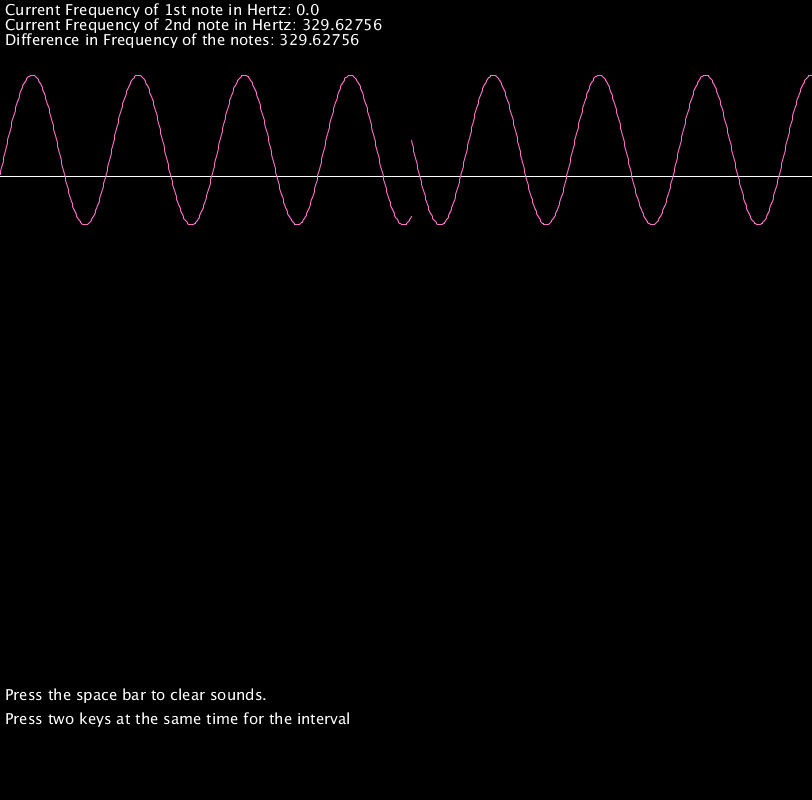 Current Frequency of 1st note in Hertz: 0.0
Current Frequency of 2nd note in Hertz: 329.62756
Difference in Frequency of the notes: 329.62756
Press the space bar to clear sounds.
Press two keys at the same time for the interval